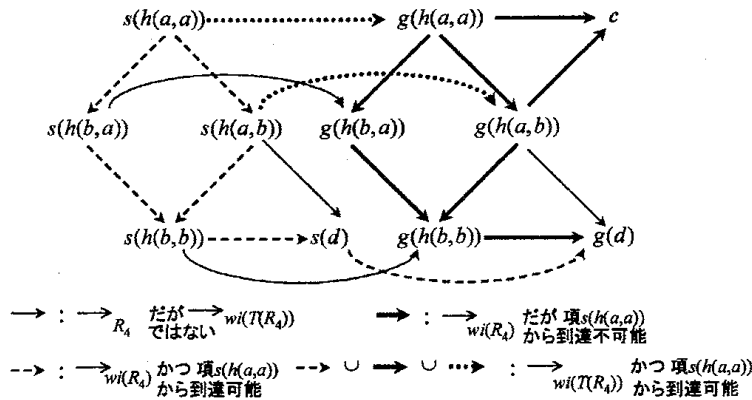 s(h(a,a)) g(h(a,a)) c
s(h(b,a)) s(h(a,b)) g(h(b,a)) g(h(a,b))
s(h(b,b)) s(d) g(h(b,b)) g(d)
→ : →R₄ だが →wi(T(R₄)) ではない
→ : →wi(R₄) だが 項s(h(a,a)) から到達不可能
⇢ : →wi(R₄) かつ 項s(h(a,a)) から到達可能
⇢ ∪ → ∪ ⇢ : →wi(T(R₄)) かつ 項s(h(a,a)) から到達可能